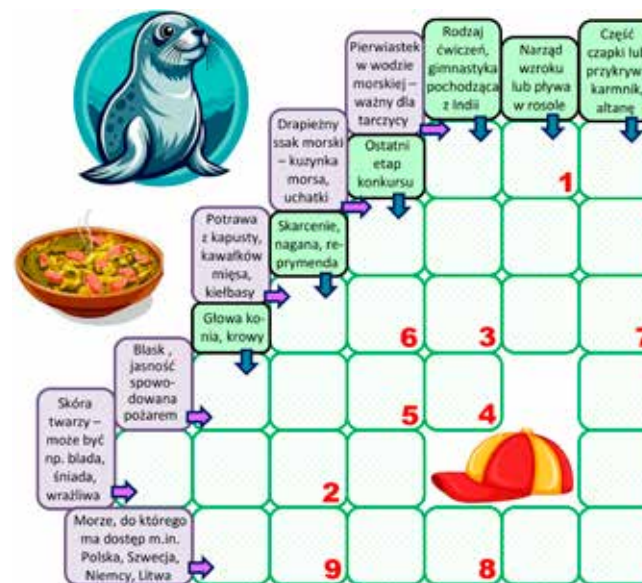 Pierwiastek
w wodzie
morskiej –
ważny dla
tarczycy
Rodzaj
ćwiczeń,
gimnastyka
pochodząca
z Indii
Narząd
wzroku
lub pływa
w rosole
Część
czapki lub
przykrywa
karmnik,
altanę
Drapieżny
ssak morski
– kuzynka
morsa,
uchatki
Ostatni
etap
konkursu
1
Potrawa
z kapusty,
kawałków
mięsa,
kiełbasy
Skarcenie,
nagana, re-
prymenda
Głowa ko-
nia, krowy
6
3
7
Blask ,
jasność
spowo-
dowana
pożarem
5
4
Skóra
twarzy –
może być
np. blada,
śniada,
wrażliwa
2
Morze, do którego
ma dostęp m.in.
Polska, Szwecja,
Niemcy, Litwa
9
8